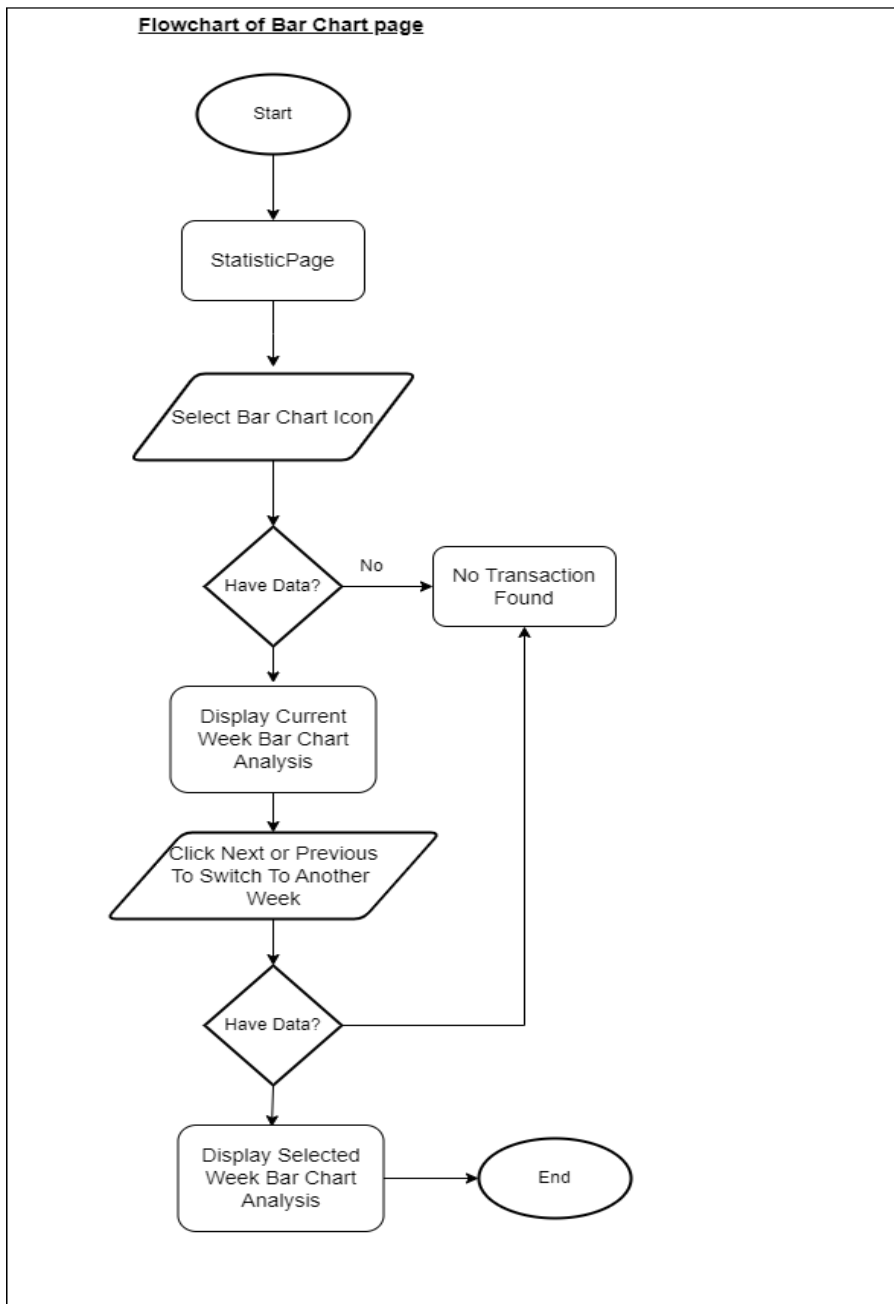 Flowchart of Bar Chart page
Start
StatisticPage
Select Bar Chart Icon
Have Data?
No
No Transaction
Found
Display Current
Week Bar Chart
Analysis
Click Next or Previous
To Switch To Another
Week
Have Data?
Display Selected
Week Bar Chart
Analysis
End